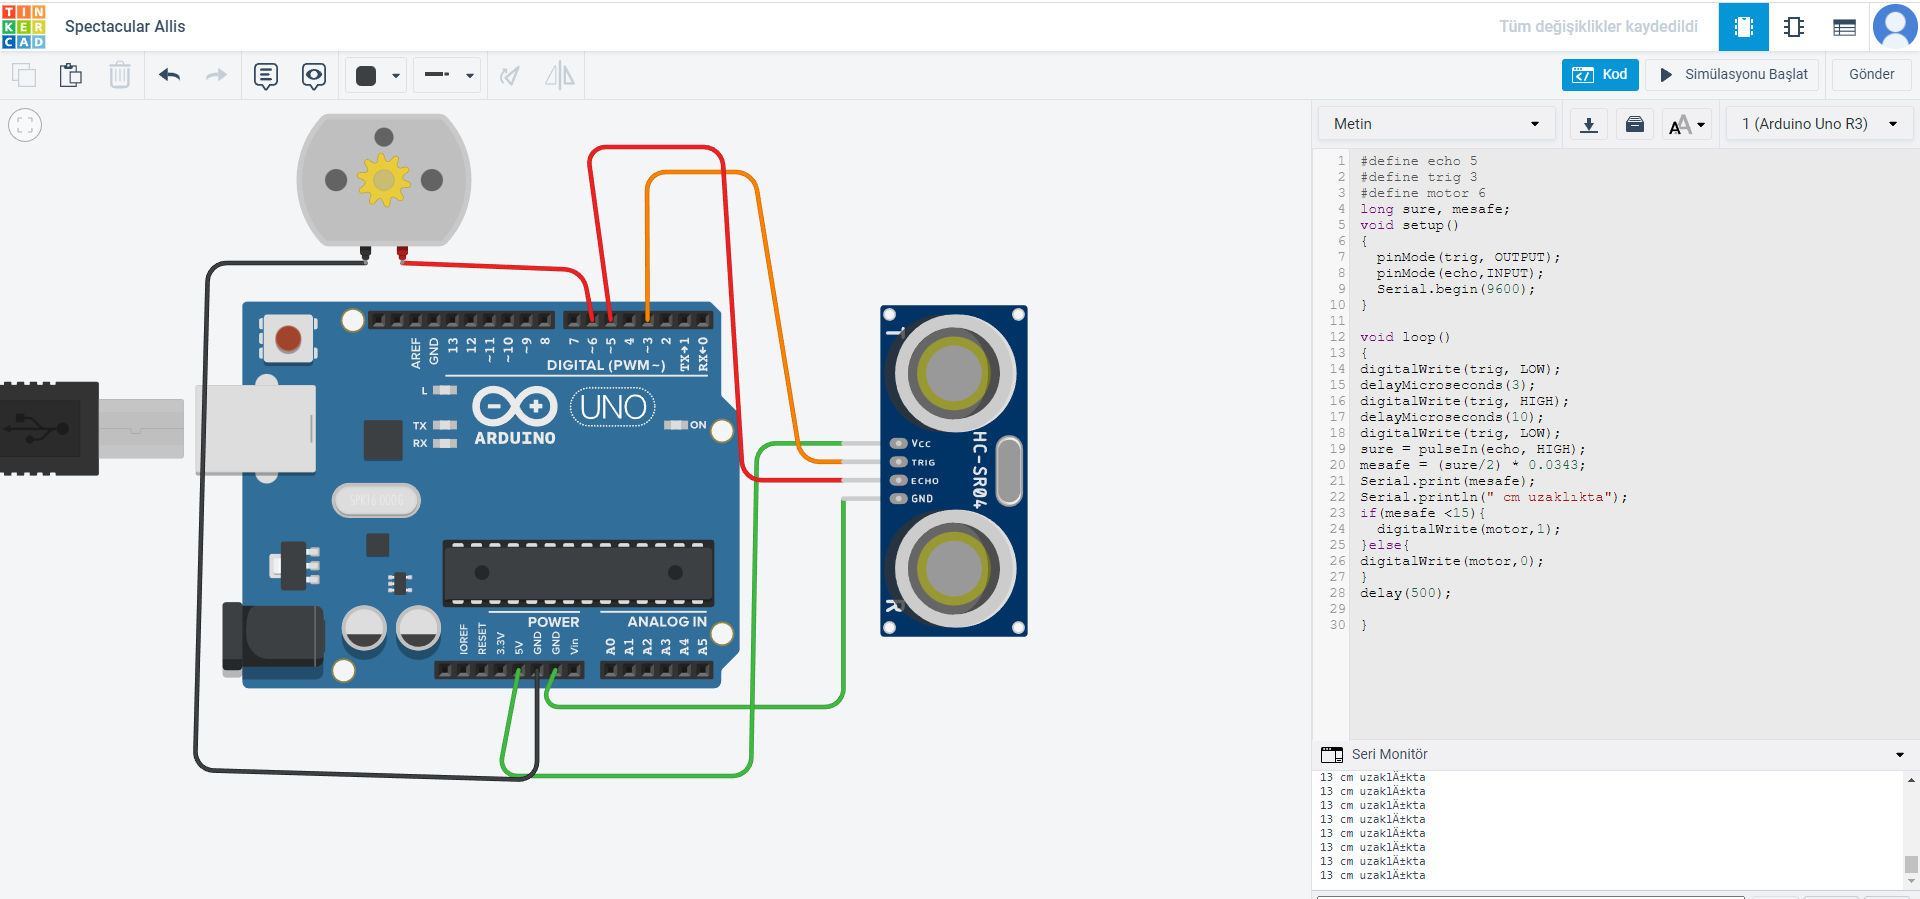 TIN
KER
CAD
Spectacular Allis
Tüm değişiklikler kaydedildi
Kod
Simülasyonu Başlat
Gönder
Metin
AA
1 (Arduino Uno R3)
AREF
GND
13
12
~11
~10
~9
8
7
~6
~5
4
~3
2
TX→1
RX←0
DIGITAL (PWM~)
L
TX
RX
ARDUINO
UNO
ON
SPK16.000G
POWER
ANALOG IN
IOREF
RESET
3.3V
5V
GND
GND
Vin
A0
A1
A2
A3
A4
A5
T
Vcc
TRIG
ECHO
GND
HC-SR04
R
1 #define echo 5
2 #define trig 3
3 #define motor 6
4 long sure, mesafe;
5 void setup()
6 {
7 pinMode(trig, OUTPUT);
8 pinMode(echo,INPUT);
9 Serial.begin(9600);
10 }
11
12 void loop()
13 {
14 digitalWrite(trig, LOW);
15 delayMicroseconds(3);
16 digitalWrite(trig, HIGH);
17 delayMicroseconds(10);
18 digitalWrite(trig, LOW);
19 sure = pulseIn(echo, HIGH);
20 mesafe = (sure/2) * 0.0343;
21 Serial.print(mesafe);
22 Serial.println(" cm uzaklıkta");
23 if(mesafe <15){
24 digitalWrite(motor,1);
25 }else{
26 digitalWrite(motor,0);
27 }
28 delay(500);
29
30 }
Seri Monitör
13 cm uzaklÄ±kta
13 cm uzaklÄ±kta
13 cm uzaklÄ±kta
13 cm uzaklÄ±kta
13 cm uzaklÄ±kta
13 cm uzaklÄ±kta
13 cm uzaklÄ±kta
13 cm uzaklÄ±kta